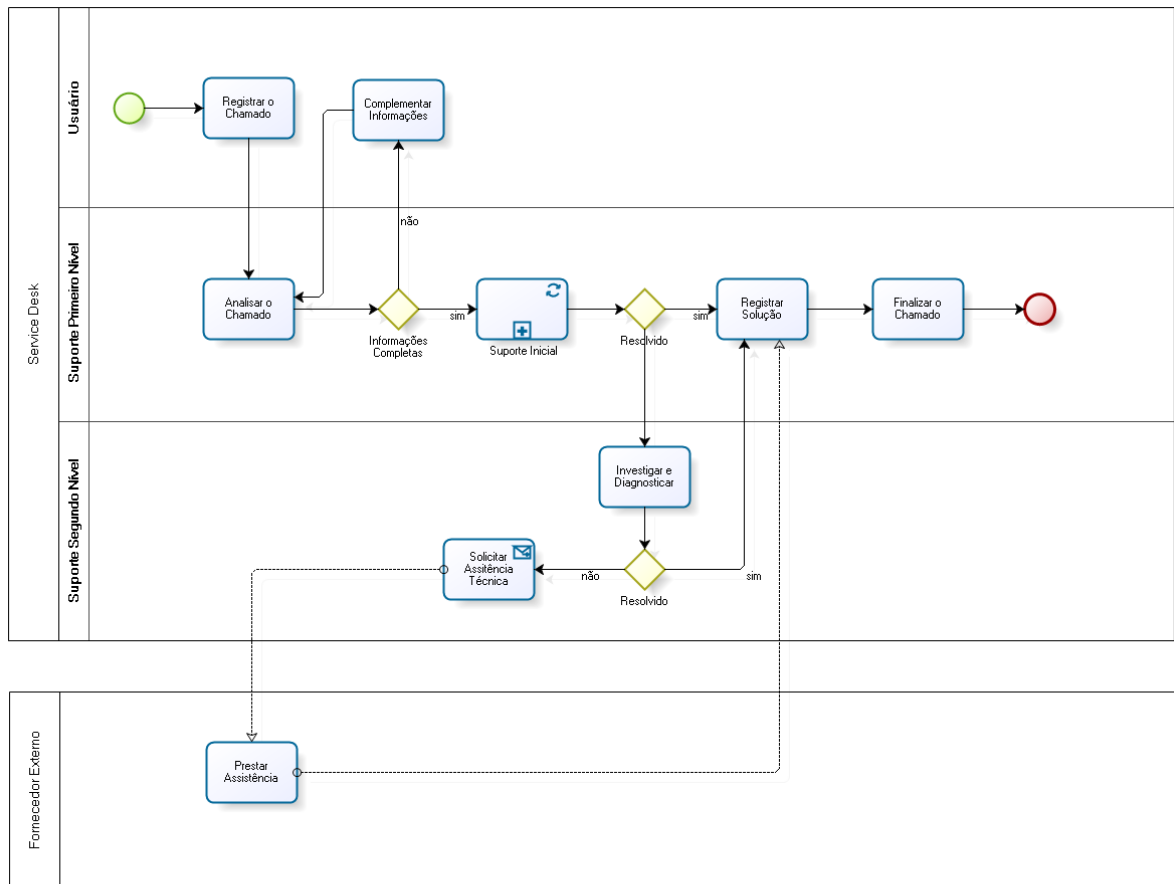 Service Desk
Usuário
Registrar o
Chamado
Complementar
Informações
não
Suporte Primeiro Nível
Analisar o
Chamado
Informações
Completas
sim
Suporte Inicial
Resolvido
sim
Registrar
Solução
Finalizar o
Chamado
Suporte Segundo Nível
Investigar e
Diagnosticar
Solicitar
Assitência
Técnica
não
Resolvido
sim
Fornecedor Externo
Prestar
Assistência